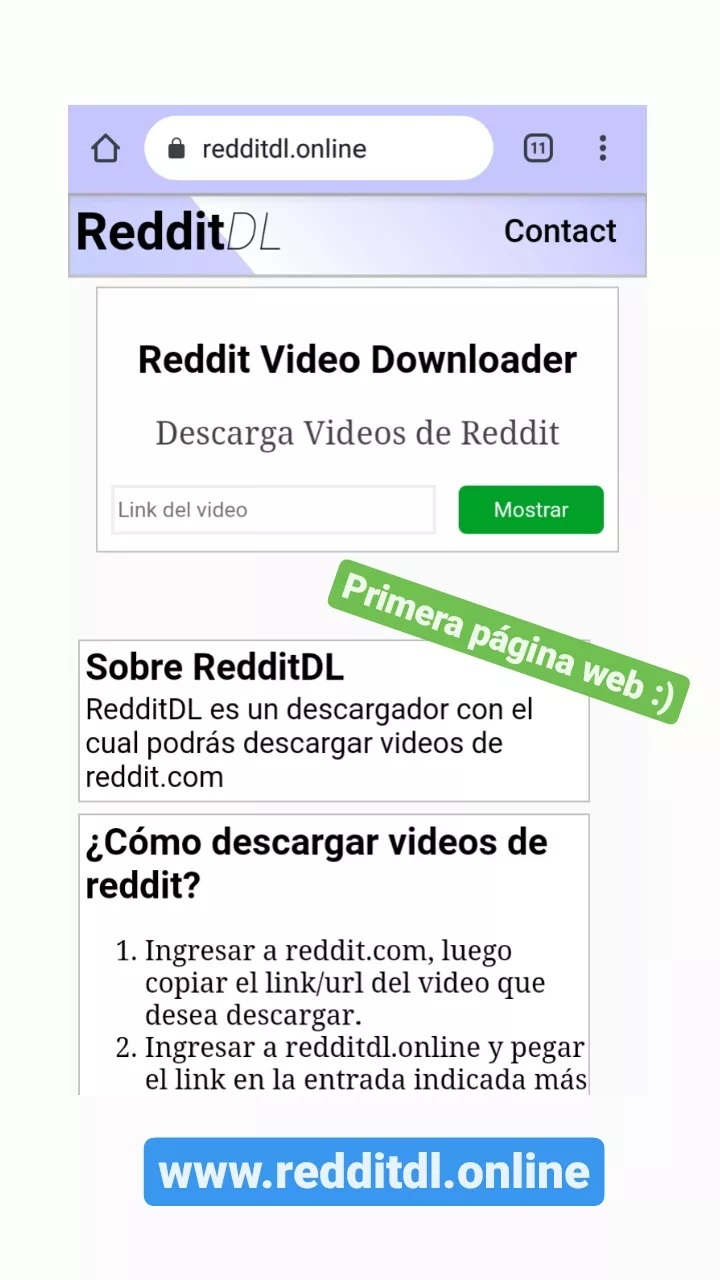 redditdl.online
11
RedditDL
Contact
Reddit Video Downloader
Descarga Videos de Reddit
Link del video
Mostrar
Primera página web :)
Sobre RedditDL
RedditDL es un descargador con el
cual podrás descargar videos de
reddit.com
¿Cómo descargar videos de
reddit?
1. Ingresar a reddit.com, luego
copiar el link/url del video que
desea descargar.
2. Ingresar a redditdl.online y pegar
el link en la entrada indicada más
www.redditdl.online